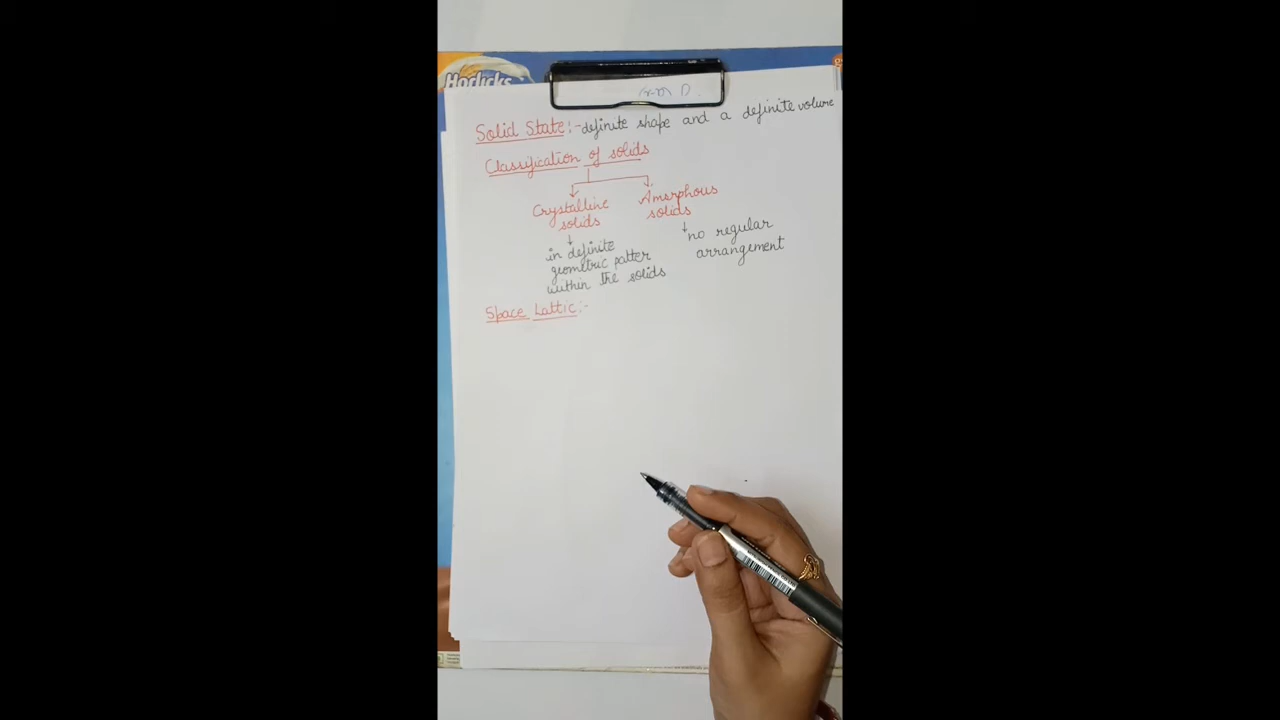 Horlicks
Solid State:- definite shape and a definite volume
Classification of solids
Crystalline solids
Amorphous solids
in definite
geometric patter
within the solids
no regular
arrangement
Space Lattic:-